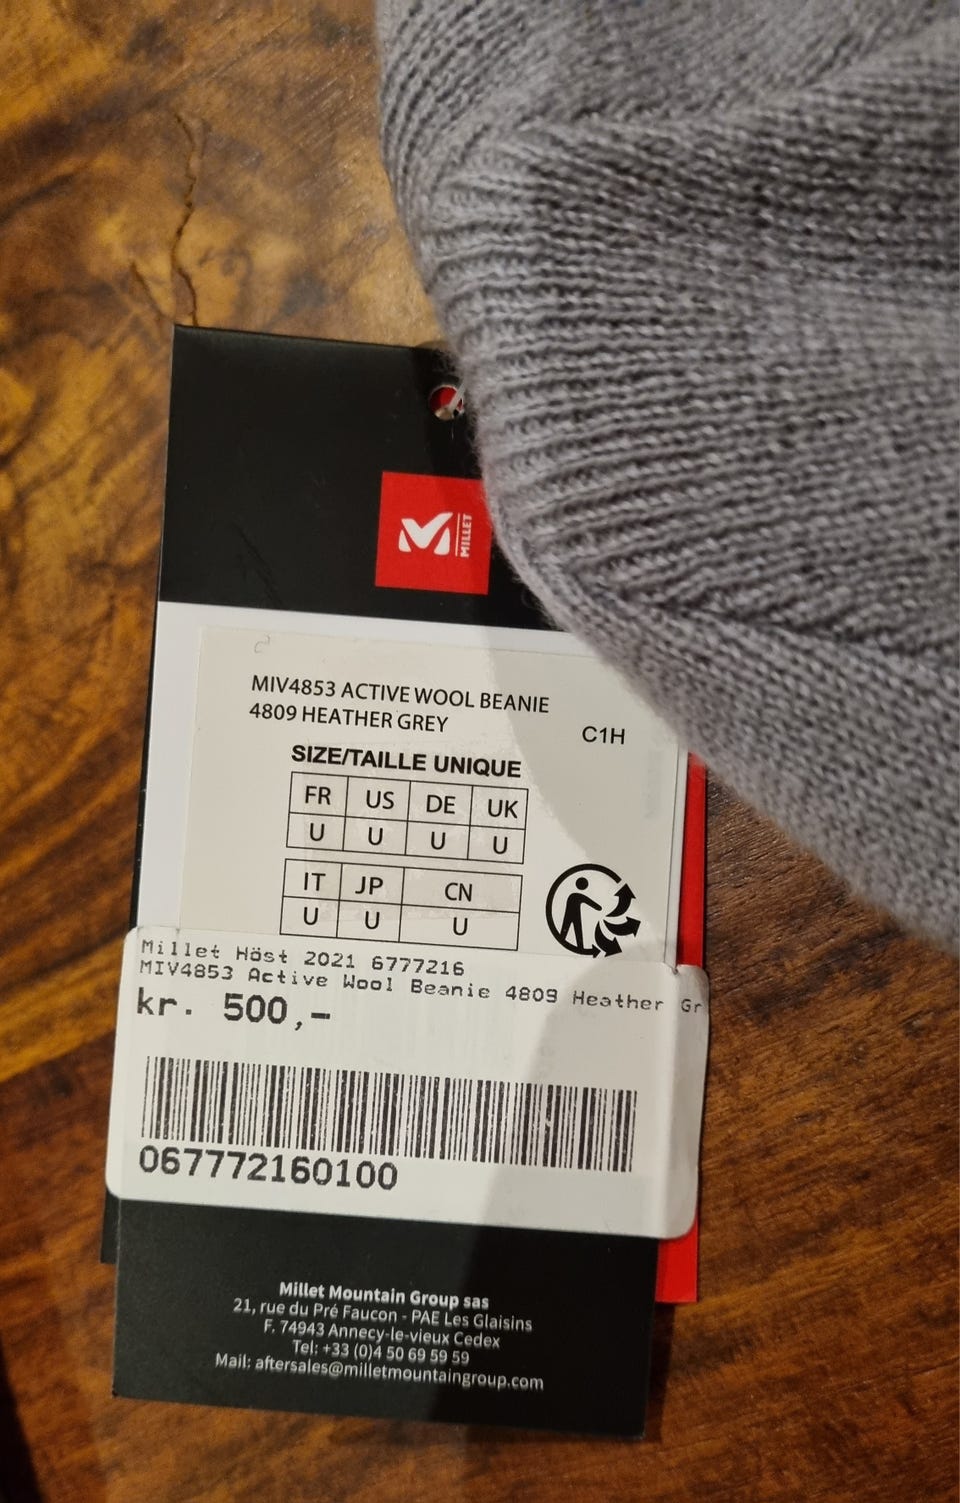 MILLET
MIV4853 ACTIVE WOOL BEANIE
4809 HEATHER GREY
C1H
SIZE/TAILLE UNIQUE
FR US DE UK
U U U U
IT JP CN
U U U
Millet Höst 2021 6777216
MIV4853 Active Wool Beanie 4809 Heather Gr
kr. 500,-
067772160100
Millet Mountain Group sas
21, rue du Pré Faucon - PAE Les Glaisins
F. 74943 Annecy-le-vieux Cedex
Tel: +33 (0)4 50 69 59 59
Mail: aftersales@milletmountaingroup.com